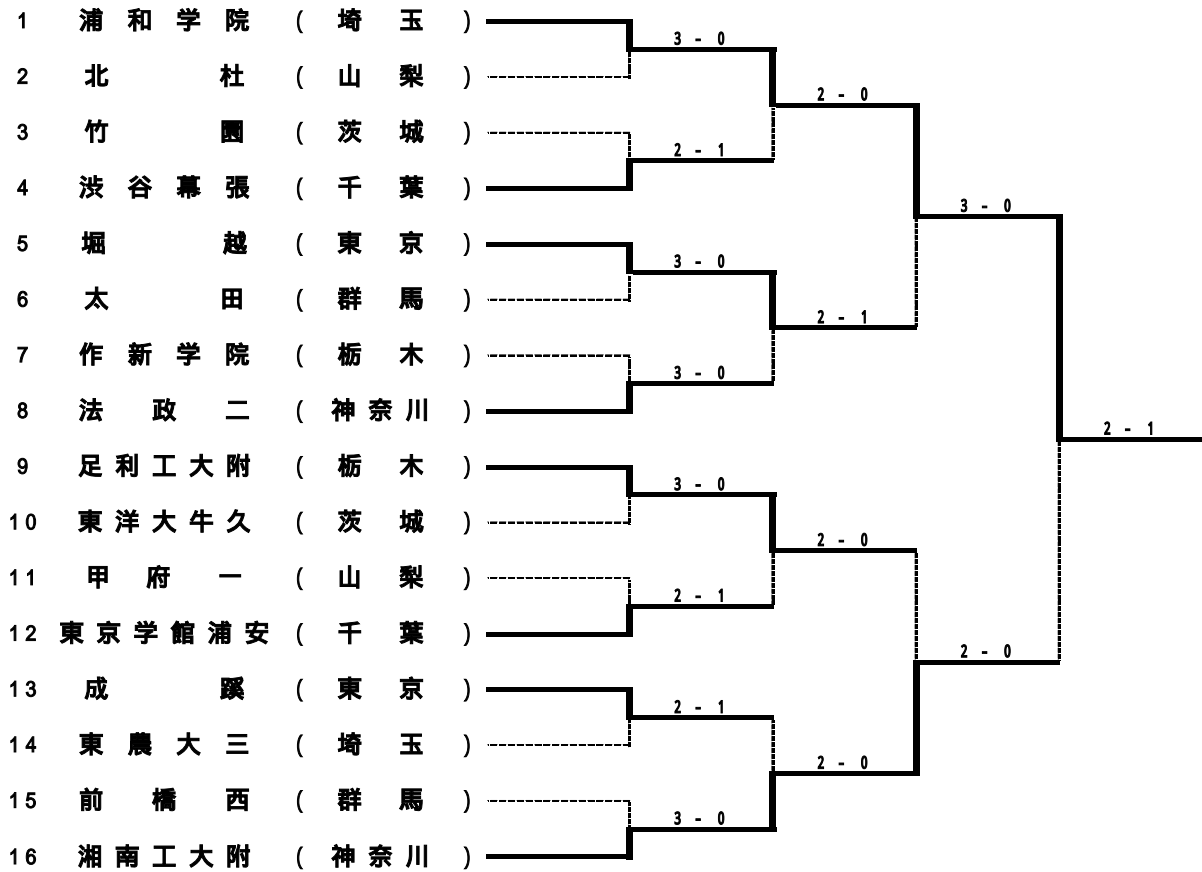 1 浦和学院 (埼玉)
3 - 0
2 北杜 (山梨)
2 - 0
3 竹園 (茨城)
2 - 1
4 渋谷幕張 (千葉)
3 - 0
5 堀越 (東京)
3 - 0
6 太田 (群馬)
2 - 1
7 作新学院 (栃木)
3 - 0
8 法政二 (神奈川)
2 - 1
9 足利工大附 (栃木)
3 - 0
10 東洋大牛久 (茨城)
2 - 0
11 甲府一 (山梨)
2 - 1
12 東京学館浦安 (千葉)
2 - 0
13 成蹊 (東京)
2 - 1
14 東農大三 (埼玉)
2 - 0
15 前橋西 (群馬)
3 - 0
16 湘南工大附 (神奈川)